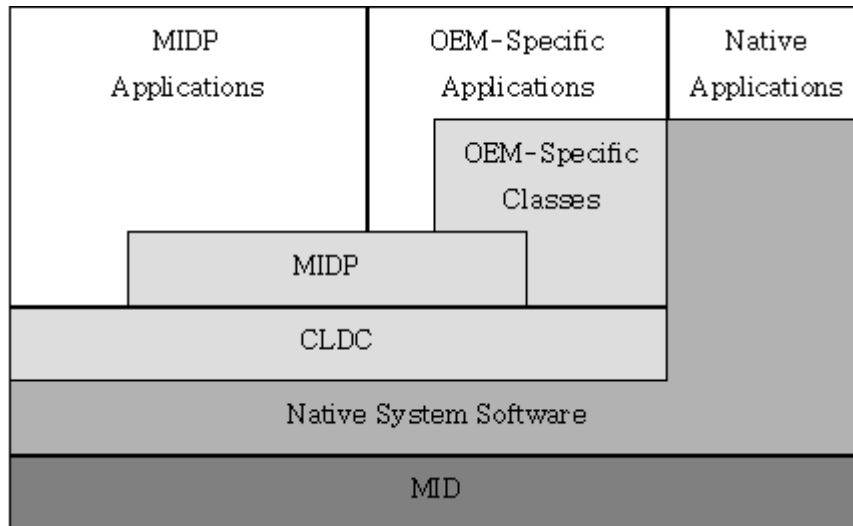 MIDP
Applications
OEM-Specific
Applications
Native
Applications
OEM-Specific
Classes
MIDP
CLDC
Native System Software
MID